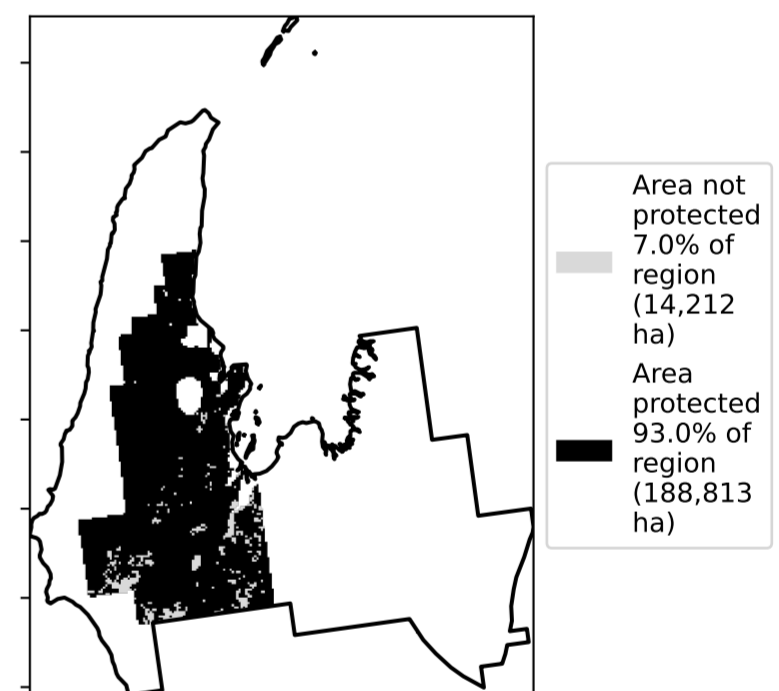 Area not
protected
7.0% of
region
(14,212
ha)
Area
protected
93.0% of
region
(188,813
ha)